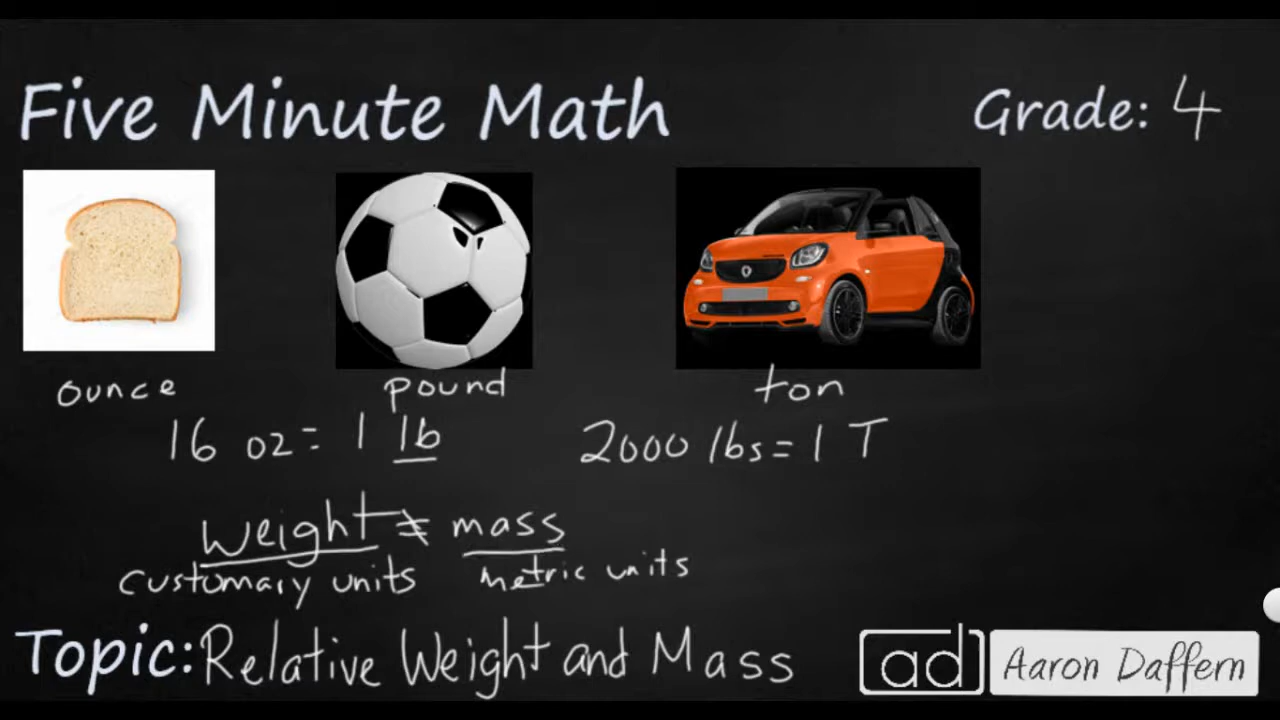 Five Minute Math
Grade: 4
ounce
pound
ton
16 oz = 1 lb
2000 lbs = 1 T
weight ≠ mass
customary units
metric units
Topic: Relative Weight and Mass
ad Aaron Daffern